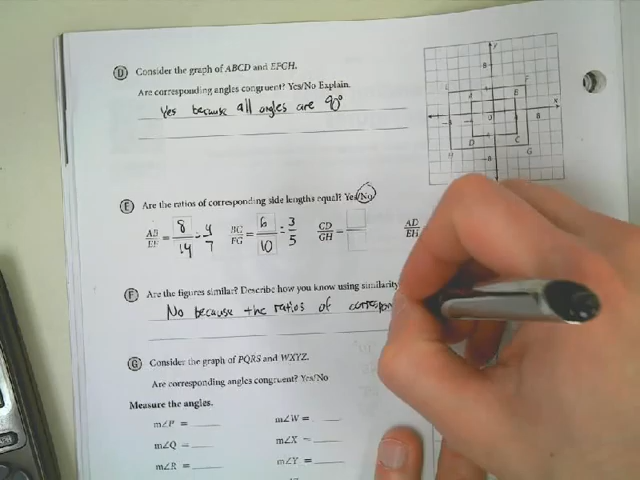 D Consider the graph of ABCD and EFGH.
Are corresponding angles congruent? Yes/No Explain.
Yes because all angles are 90°
E Are the ratios of corresponding side lengths equal? Yes/No
AB/EF = 8/14 = 4/7 BC/FG = 6/10 = 3/5 CD/GH = AD/EH
F Are the figures similar? Describe how you know using similarity
No because the ratios of correspon
G Consider the graph of PQRS and WXYZ.
Are corresponding angles congruent? Yes/No
Measure the angles.
m∠P = m∠W =
m∠Q = m∠X =
m∠R = m∠Y =